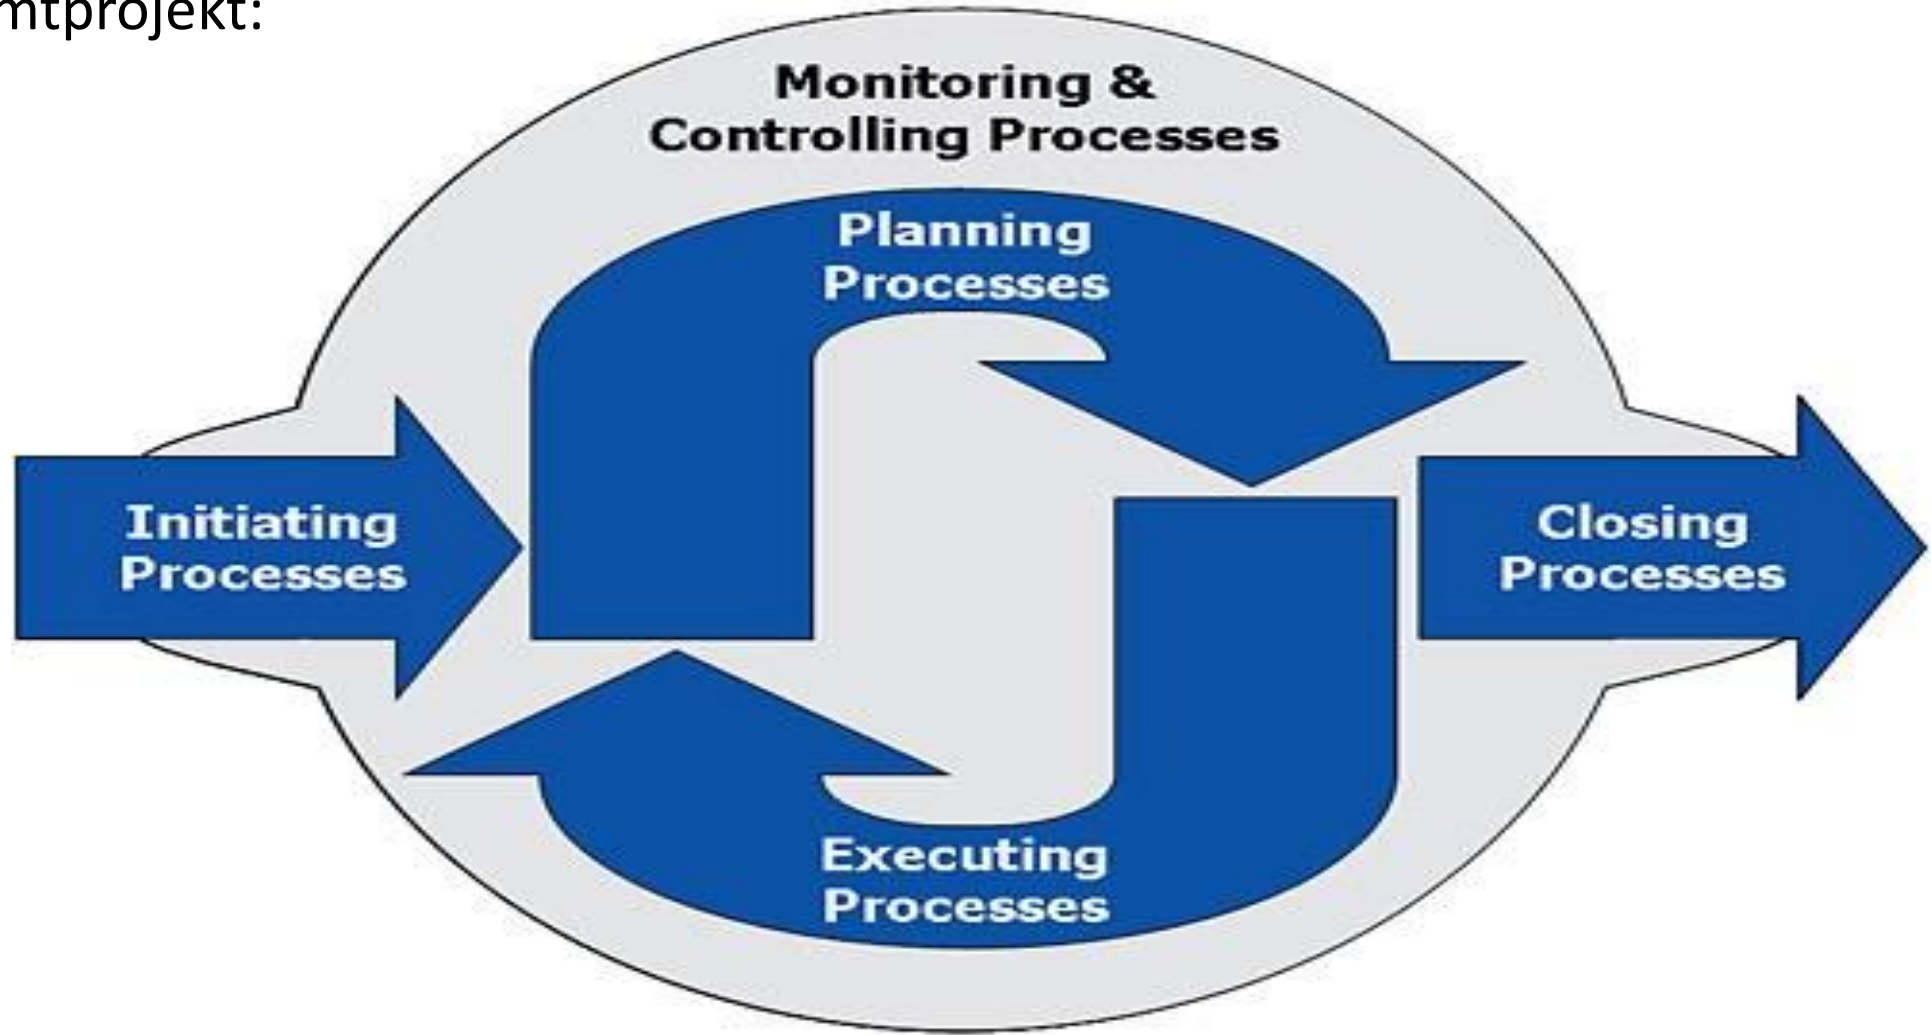 mtprojekt:
Monitoring &
Controlling Processes
Planning
Processes
Initiating
Processes
Closing
Processes
Executing
Processes